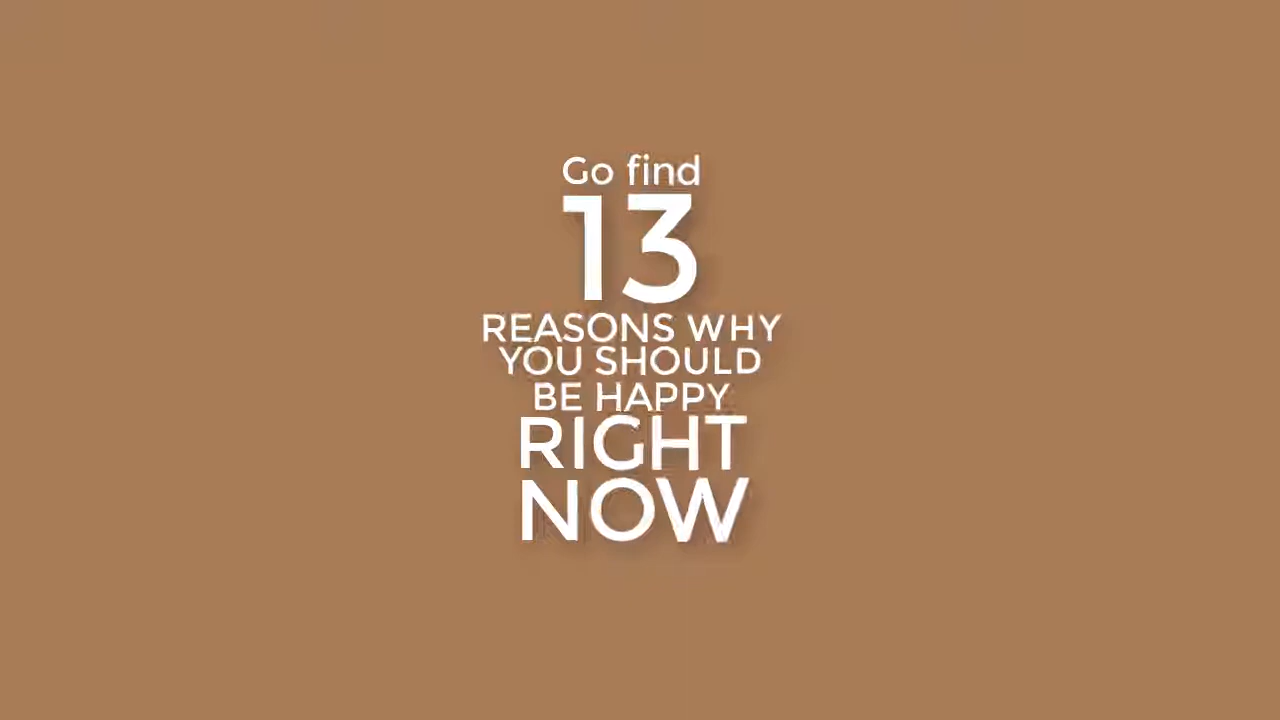 Go find
13
REASONS WHY
YOU SHOULD
BE HAPPY
RIGHT
NOW